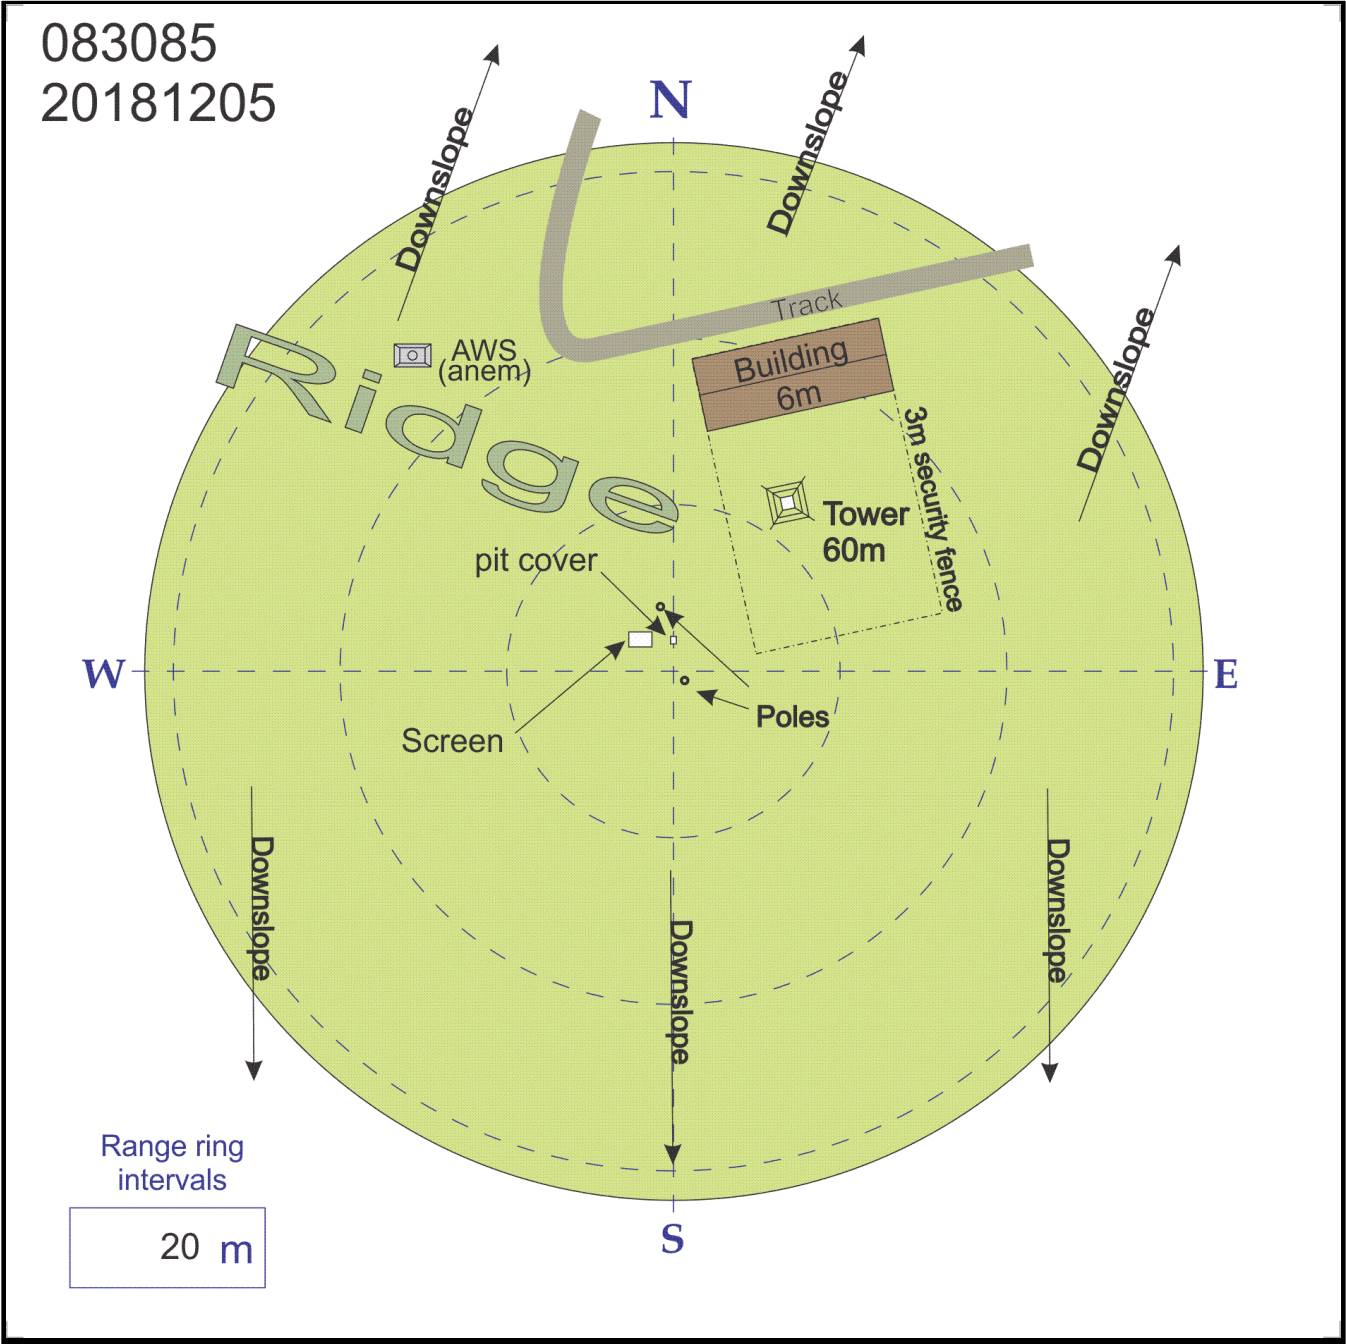 083085
20181205
N
Downslope
Downslope
Downslope
Track
Ridge
AWS
(anem)
Building
6m
3m security fence
Tower
60m
pit cover
W
E
Poles
Screen
Downslope
Downslope
Downslope
Range ring
intervals
20 m
S